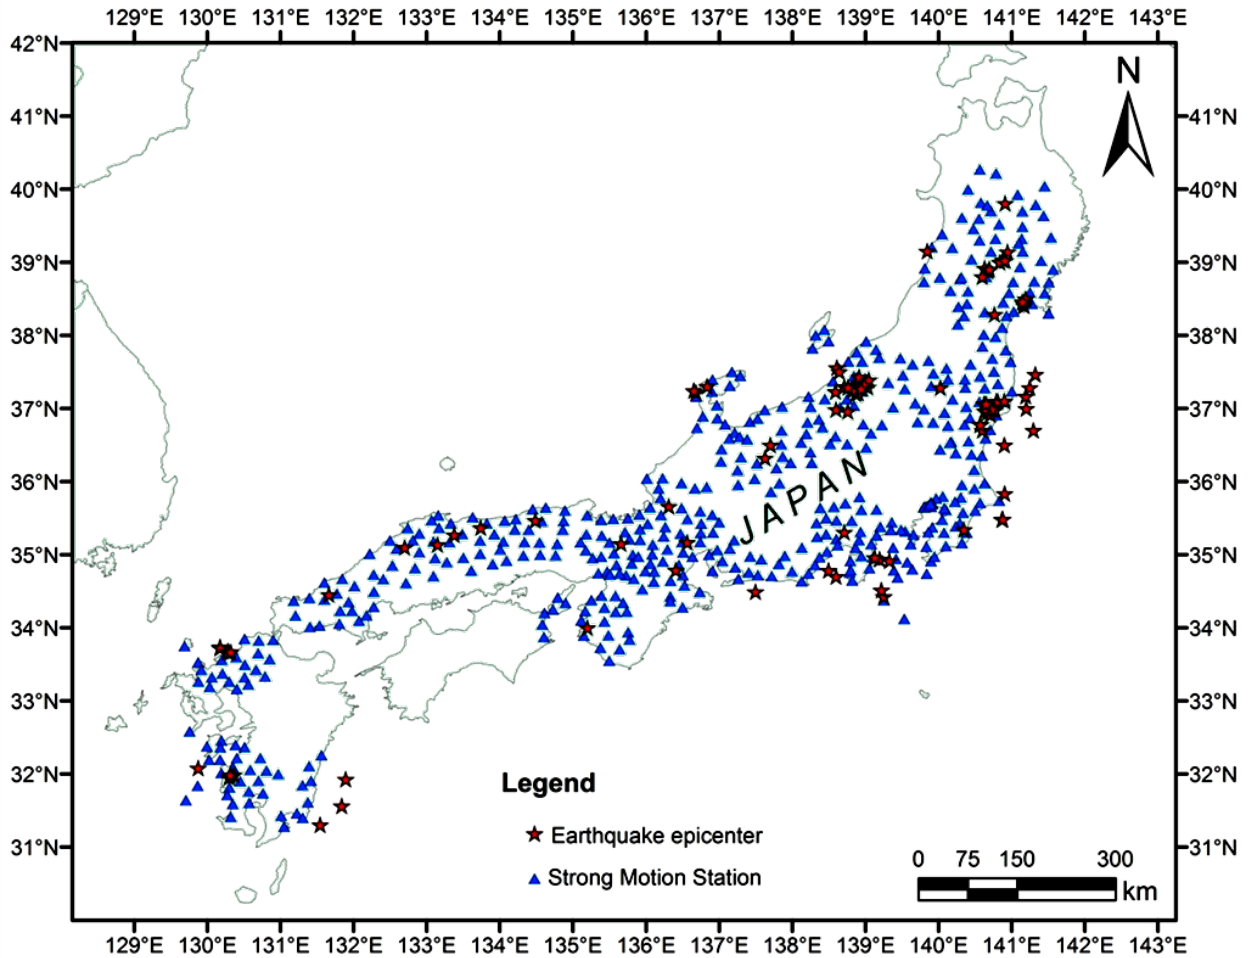 129°E 130°E 131°E 132°E 133°E 134°E 135°E 136°E 137°E 138°E 139°E 140°E 141°E 142°E 143°E
42°N
N
41°N 41°N
40°N 40°N
39°N 39°N
38°N 38°N
37°N 37°N
36°N 36°N
JAPAN
35°N 35°N
34°N 34°N
33°N 33°N
32°N 32°N
Legend
Earthquake epicenter
31°N 31°N
0 75 150 300
Strong Motion Station
km
129°E 130°E 131°E 132°E 133°E 134°E 135°E 136°E 137°E 138°E 139°E 140°E 141°E 142°E 143°E